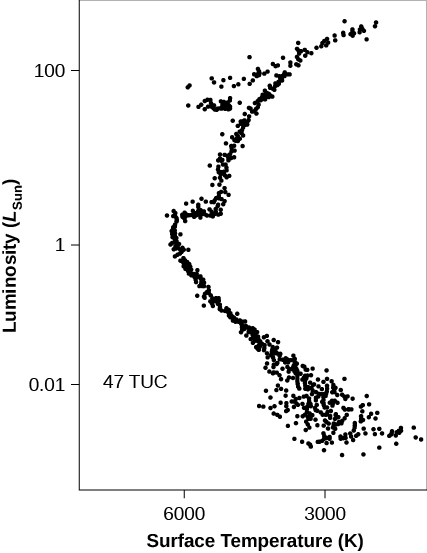 100
Luminosity (LSun)
1
0.01
47 TUC
6000 3000
Surface Temperature (K)